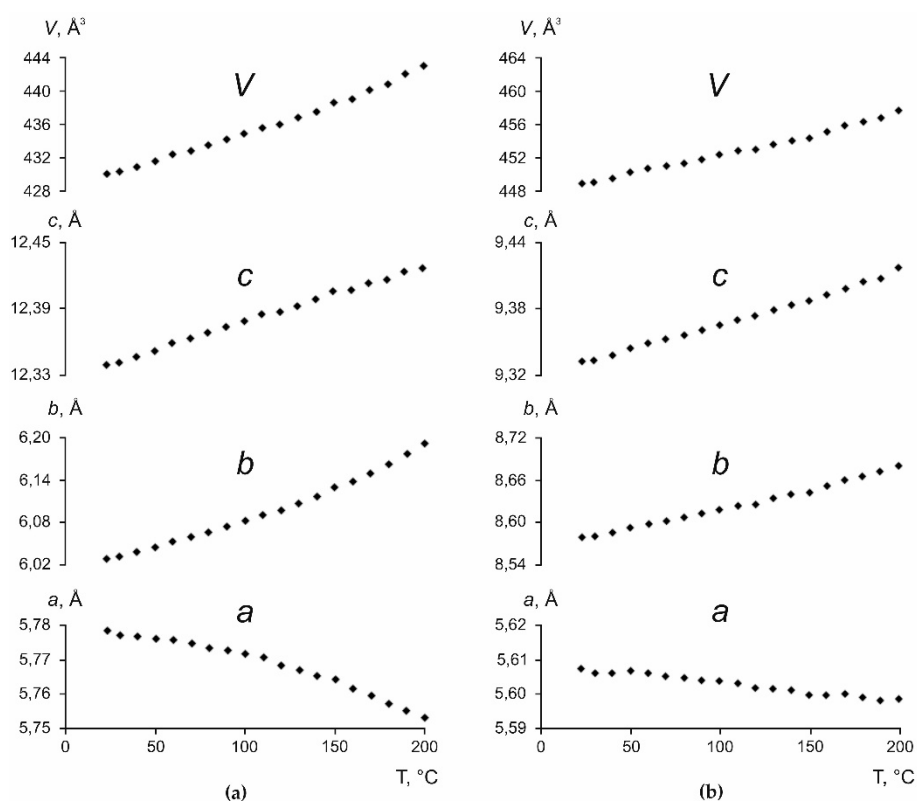 V, Å³
444
440
436
432
428
V
c, Å
12,45
12,39
12,33
c
b, Å
6,20
6,14
6,08
6,02
b
a, Å
5,78
5,77
5,76
5,75
a
0 50 100 150 200
T, °C
(a)
V, Å³
464
460
456
452
448
V
c, Å
9,44
9,38
9,32
c
b, Å
8,72
8,66
8,60
8,54
b
a, Å
5,62
5,61
5,60
5,59
a
0 50 100 150 200
T, °C
(b)